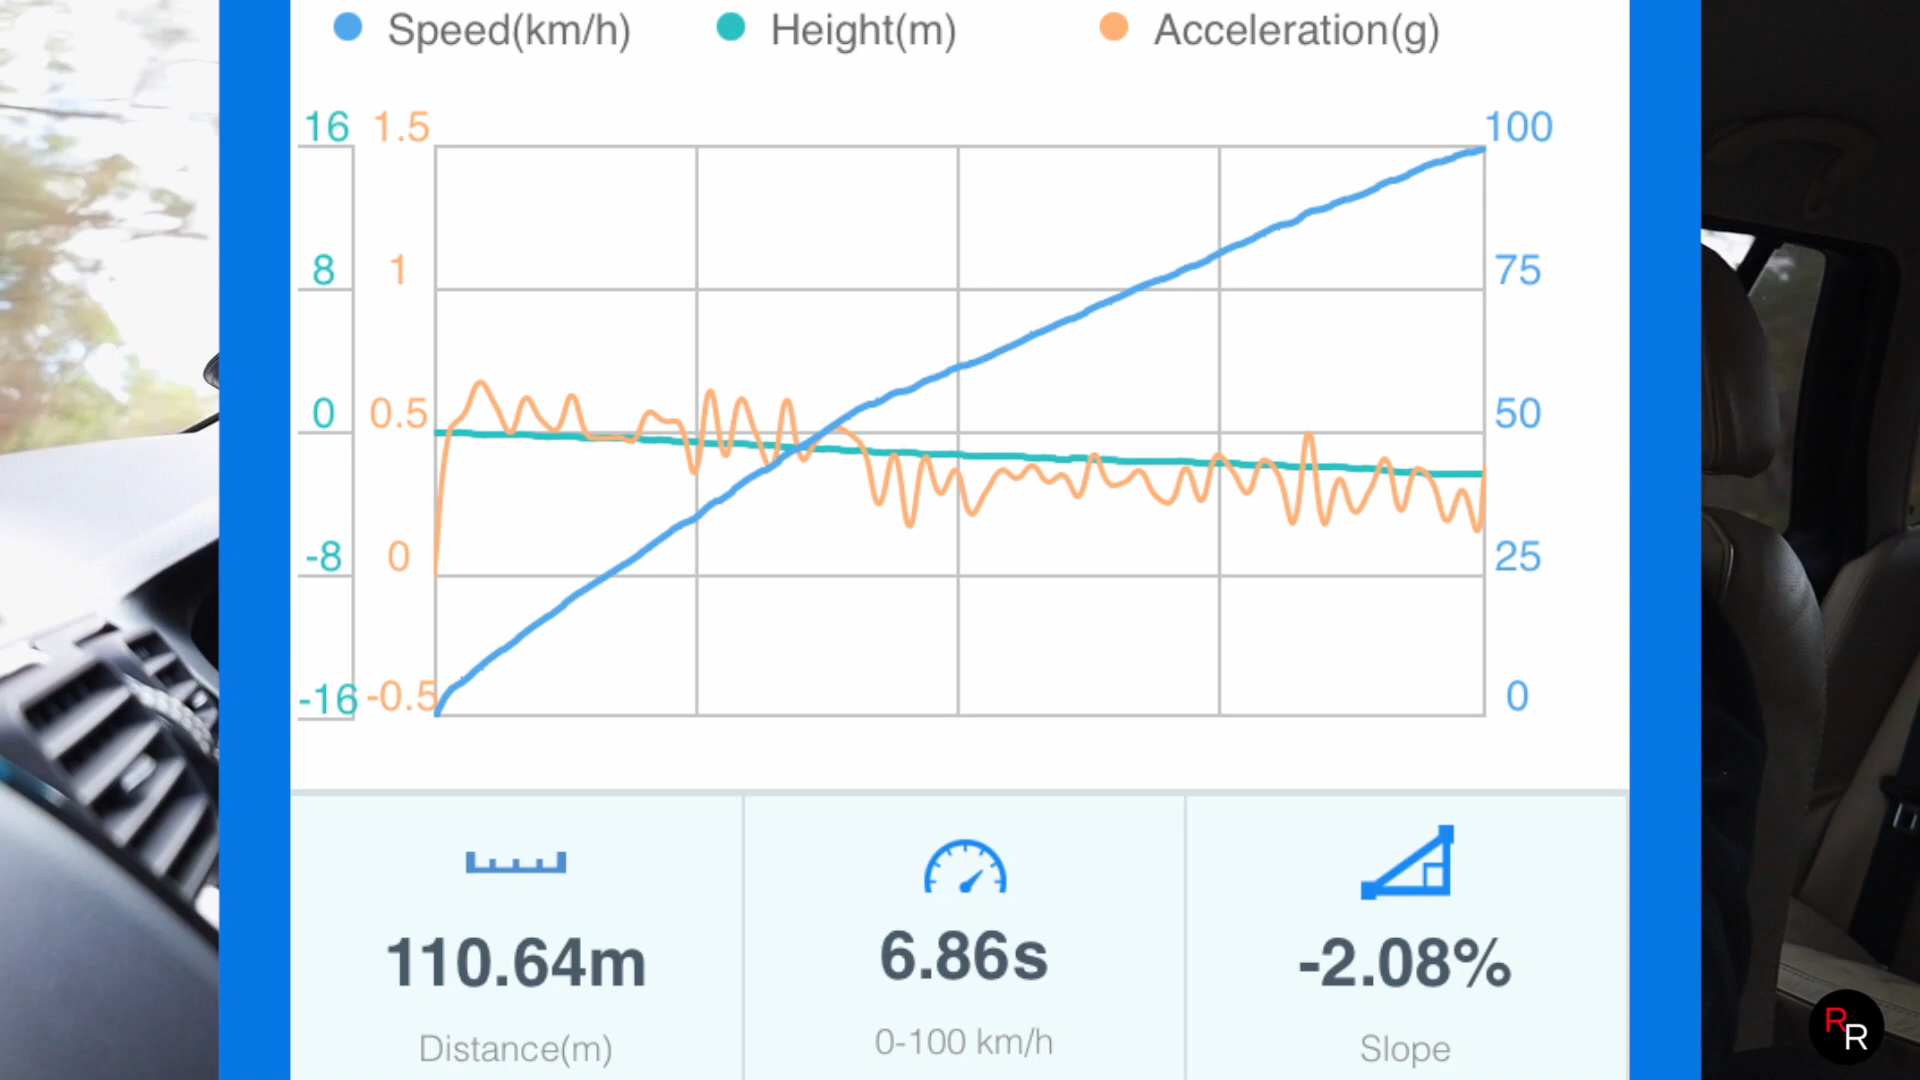 Speed(km/h) Height(m) Acceleration(g)
16 1.5 100
8 1 75
0 0.5 50
-8 0 25
-16 -0.5 0
110.64m 6.86s -2.08%
Distance(m) 0-100 km/h Slope
RR